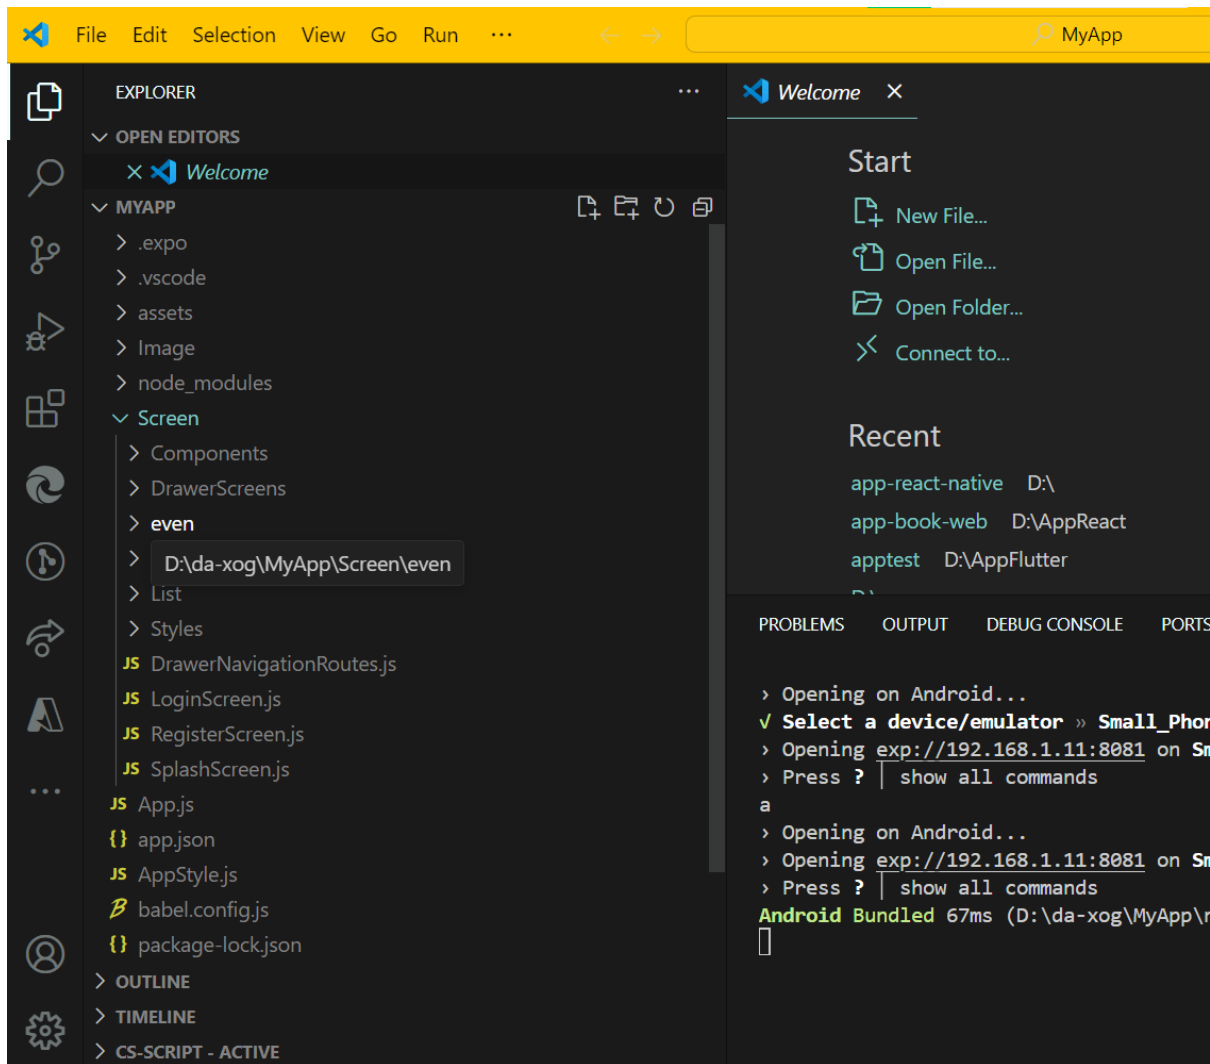 File Edit Selection View Go Run ... MyApp
EXPLORER ...
OPEN EDITORS
Welcome
MYAPP
.expo
.vscode
assets
Image
node_modules
Screen
Components
DrawerScreens
even
D:\da-xog\MyApp\Screen\even
List
Styles
JS DrawerNavigationRoutes.js
JS LoginScreen.js
JS RegisterScreen.js
JS SplashScreen.js
JS App.js
{} app.json
JS AppStyle.js
babel.config.js
{} package-lock.json
OUTLINE
TIMELINE
CS-SCRIPT - ACTIVE
Welcome
Start
New File...
Open File...
Open Folder...
Connect to...
Recent
app-react-native D:\
app-book-web D:\AppReact
apptest D:\AppFlutter
PROBLEMS OUTPUT DEBUG CONSOLE PORTS
› Opening on Android...
√ Select a device/emulator » Small_Phon
› Opening exp://192.168.1.11:8081 on Sm
› Press ? │ show all commands
a
› Opening on Android...
› Opening exp://192.168.1.11:8081 on Sm
› Press ? │ show all commands
Android Bundled 67ms (D:\da-xog\MyApp\n